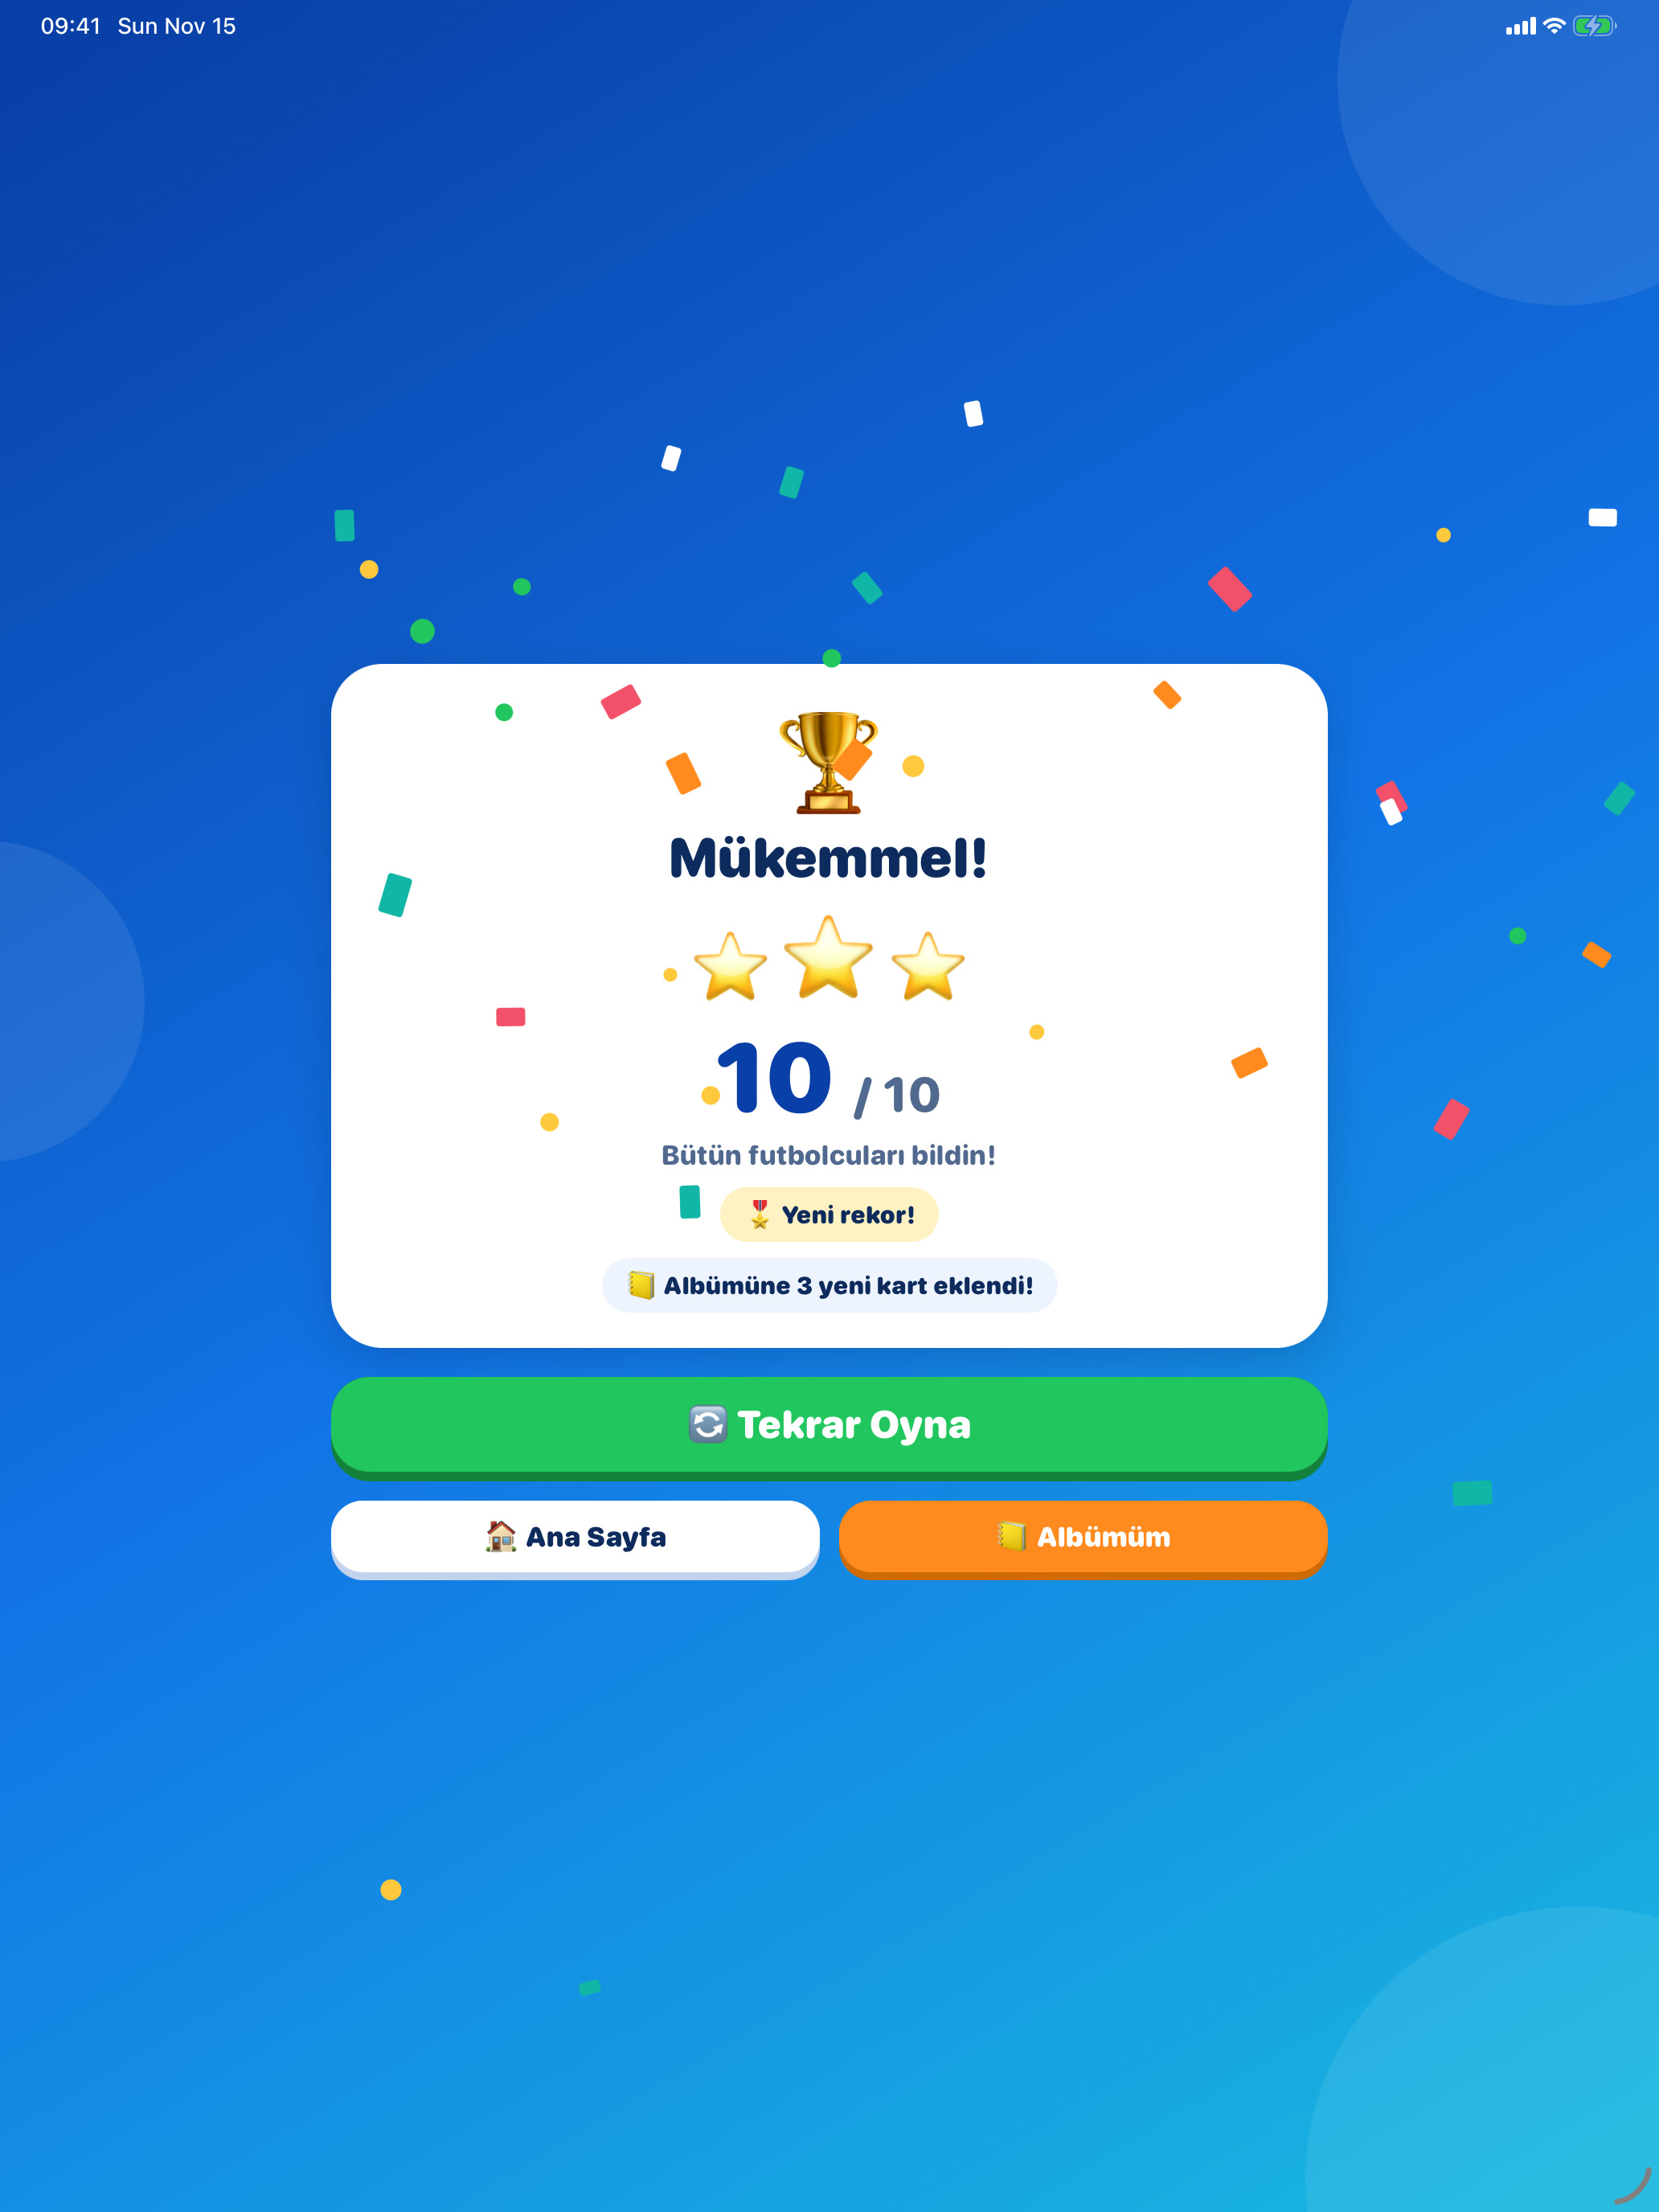 09:41 Sun Nov 15
Mükemmel!
10 / 10
Bütün futbolcuları bildin!
Yeni rekor!
Albümüne 3 yeni kart eklendi!
Tekrar Oyna
Ana Sayfa
Albümüm